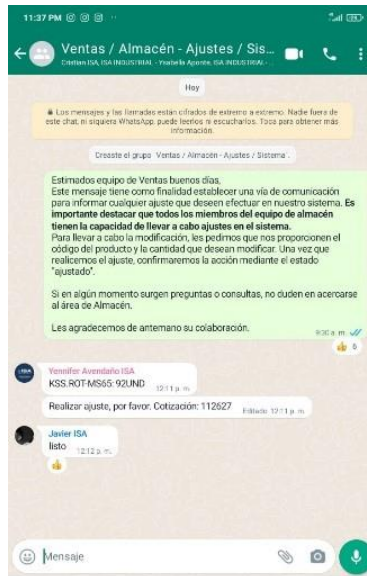 11:37 PM
Ventas / Almacén - Ajustes / Sis...
Cristian ISA, ISA INDUSTRIAL - Ysabella Aponte, ISA INDUSTRIAL -...
Hoy
Los mensajes y las llamadas están cifrados de extremo a extremo. Nadie fuera de
este chat, ni siquiera WhatsApp, puede leerlos ni escucharlos. Toca para obtener más
información.
Creaste el grupo "Ventas / Almacén - Ajustes / Sistema".
Estimados equipo de Ventas buenos días,
Este mensaje tiene como finalidad establecer una vía de comunicación
para informar cualquier ajuste que deseen efectuar en nuestro sistema. Es
importante destacar que todos los miembros del equipo de almacén
tienen la capacidad de llevar a cabo ajustes en el sistema.
Para llevar a cabo la modificación, les pedimos que nos proporcionen el
código del producto y la cantidad que desean modificar. Una vez que
realicemos el ajuste, confirmaremos la acción mediante el estado
"ajustado".
Si en algún momento surgen preguntas o consultas, no duden en acercarse
al área de Almacén.
Les agradecemos de antemano su colaboración.
9:30 a. m.
6
Yennifer Avendaño ISA
KSS.ROT-MS65: 92UND
12:11 p. m.
Realizar ajuste, por favor. Cotización: 112627
Editado 12:11 p. m.
Javier ISA
listo
12:12 p. m.
Mensaje